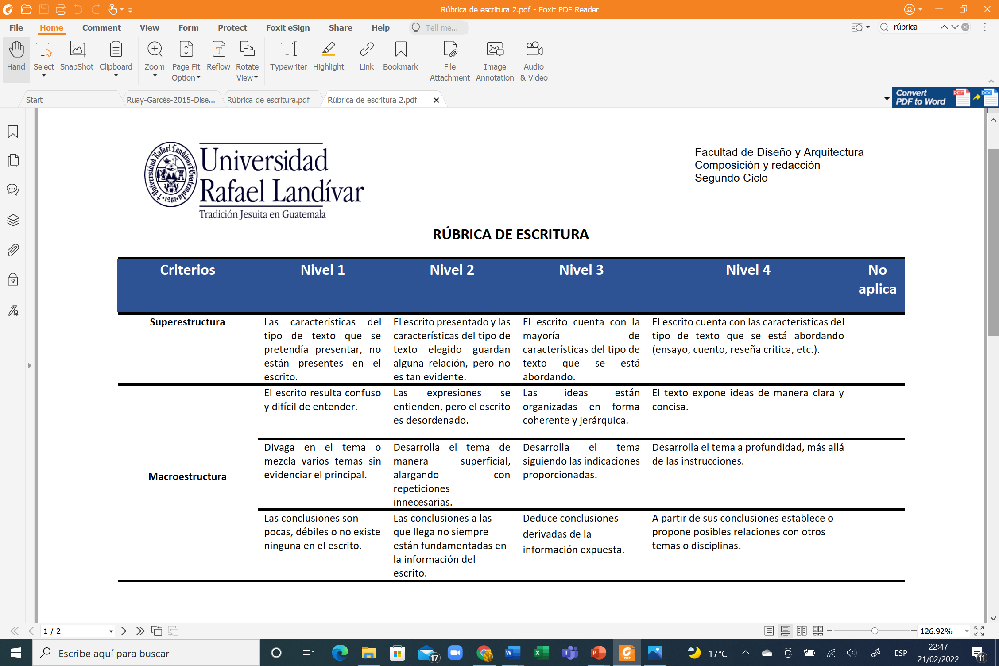 Rúbrica de escritura 2.pdf - Foxit PDF Reader
File Home Comment View Form Protect Foxit eSign Share Help Tell me... rúbrica
Hand Select SnapShot Clipboard Zoom Page Fit Option Reflow Rotate View Typewriter Highlight Link Bookmark File Attachment Image Annotation Audio & Video
Start Ruay-Garcés-2015-Dise... Rúbrica de escritura.pdf Rúbrica de escritura 2.pdf
Convert
PDF to Word
PDF DOC
Universidad
Rafael Landívar
Tradición Jesuita en Guatemala
Universidad Rafael Landívar Guatemala 1961
Facultad de Diseño y Arquitectura
Composición y redacción
Segundo Ciclo
RÚBRICA DE ESCRITURA
Criterios Nivel 1 Nivel 2 Nivel 3 Nivel 4 No
aplica
Superestructura
Las características del
tipo de texto que se
pretendía presentar, no
están presentes en el
escrito.
El escrito presentado y las
características del tipo de
texto elegido guardan
alguna relación, pero no
es tan evidente.
El escrito cuenta con la
mayoría de
características del tipo de
texto que se está
abordando.
El escrito cuenta con las características del
tipo de texto que se está abordando
(ensayo, cuento, reseña crítica, etc.).
Macroestructura
El escrito resulta confuso
y difícil de entender.
Las expresiones se
entienden, pero el escrito
es desordenado.
Las ideas están
organizadas en forma
coherente y jerárquica.
El texto expone ideas de manera clara y
concisa.
Divaga en el tema o
mezcla varios temas sin
evidenciar el principal.
Desarrolla el tema de
manera superficial,
alargando con
repeticiones
innecesarias.
Desarrolla el tema
siguiendo las indicaciones
proporcionadas.
Desarrolla el tema a profundidad, más allá
de las instrucciones.
Las conclusiones son
pocas, débiles o no existe
ninguna en el escrito.
Las conclusiones a las
que llega no siempre
están fundamentadas en
la información del
escrito.
Deduce conclusiones
derivadas de la
información expuesta.
A partir de sus conclusiones establece o
propone posibles relaciones con otros
temas o disciplinas.
1 / 2 126.92%
Escribe aquí para buscar 17 17°C ESP 22:47
21/02/2022 11